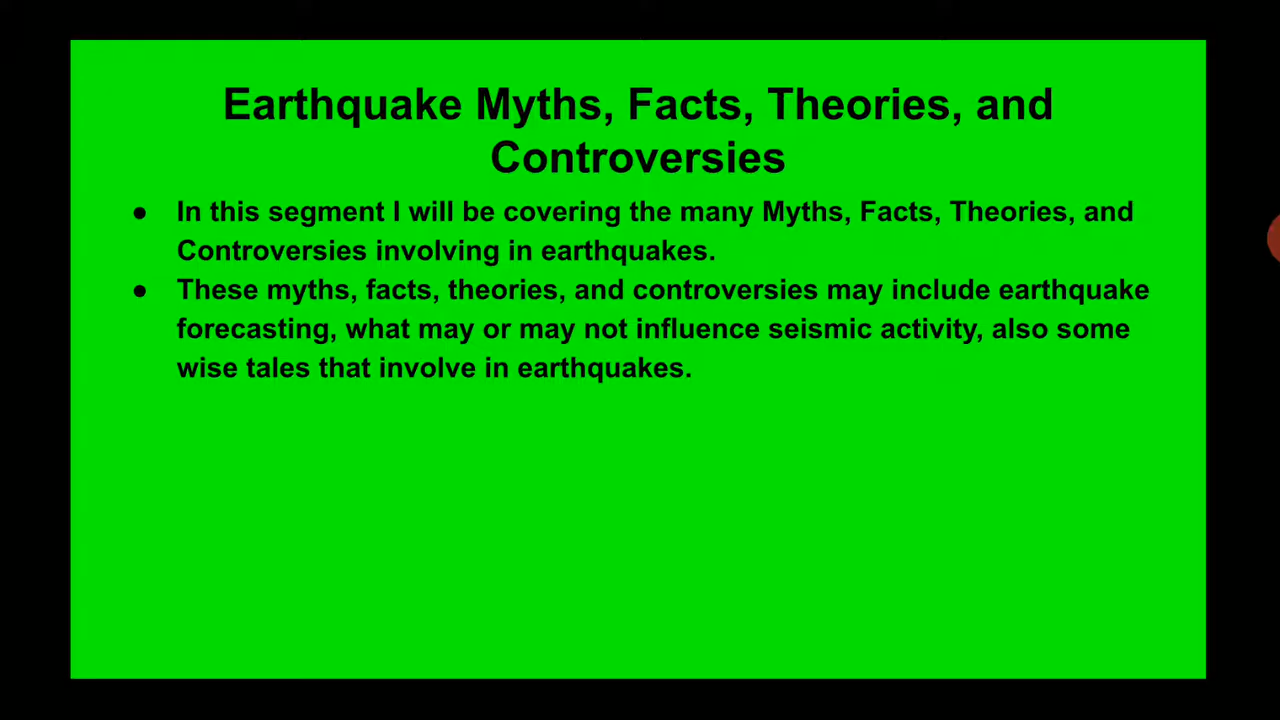 Earthquake Myths, Facts, Theories, and
Controversies
● In this segment I will be covering the many Myths, Facts, Theories, and
Controversies involving in earthquakes.
● These myths, facts, theories, and controversies may include earthquake
forecasting, what may or may not influence seismic activity, also some
wise tales that involve in earthquakes.